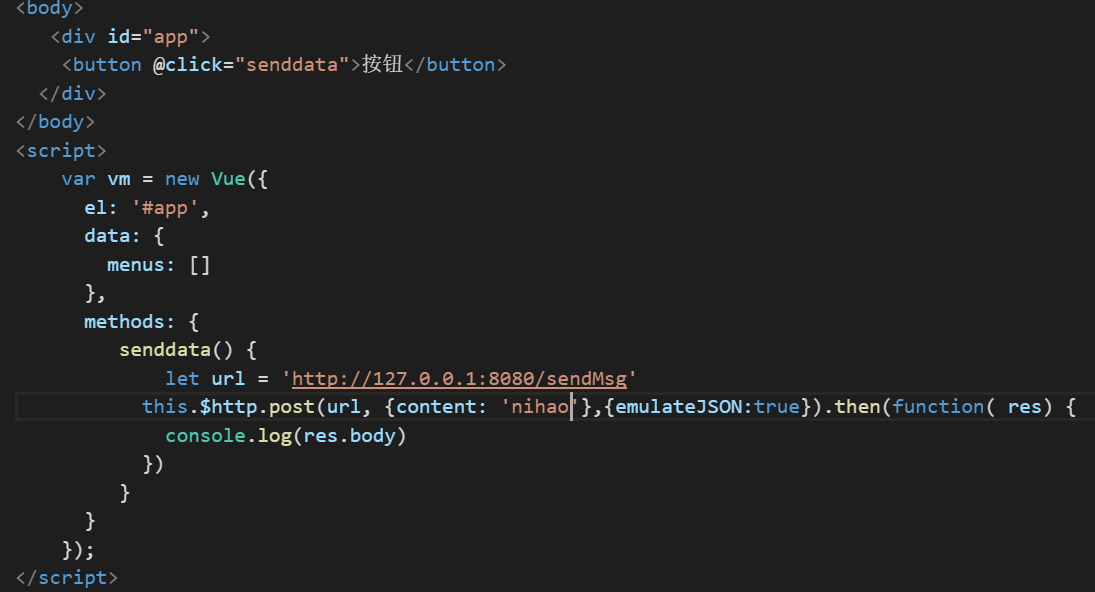 <body>
   <div id="app">
    <button @click="senddata">按钮</button>
  </div>
</body>
<script>
    var vm = new Vue({
      el: '#app',
      data: {
        menus: []
      },
      methods: {
         senddata() {
             let url = 'http://127.0.0.1:8080/sendMsg'
           this.$http.post(url, {content: 'nihao'},{emulateJSON:true}).then(function( res) {
             console.log(res.body)
           })
         }
      }
    });
</script>